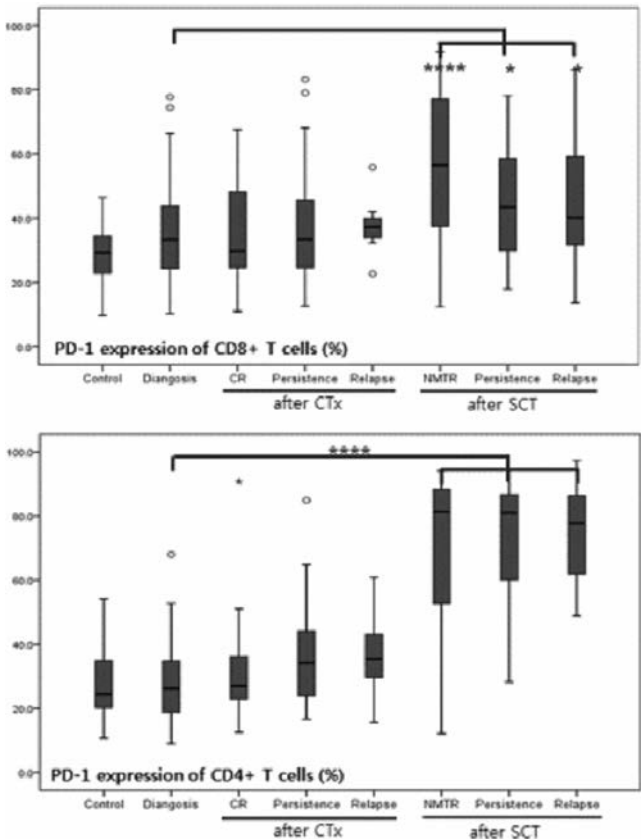 100.0
80.0
60.0
40.0
20.0
0.0
**** * *
PD-1 expression of CD8+ T cells (%)
Control Diangosis CR Persistence Relapse NMTR Persistence Relapse
after CTx after SCT
100.0
80.0
60.0
40.0
20.0
0.0
****
*
PD-1 expression of CD4+ T cells (%)
Control Diangosis CR Persistence Relapse NMTR Persistence Relapse
after CTx after SCT